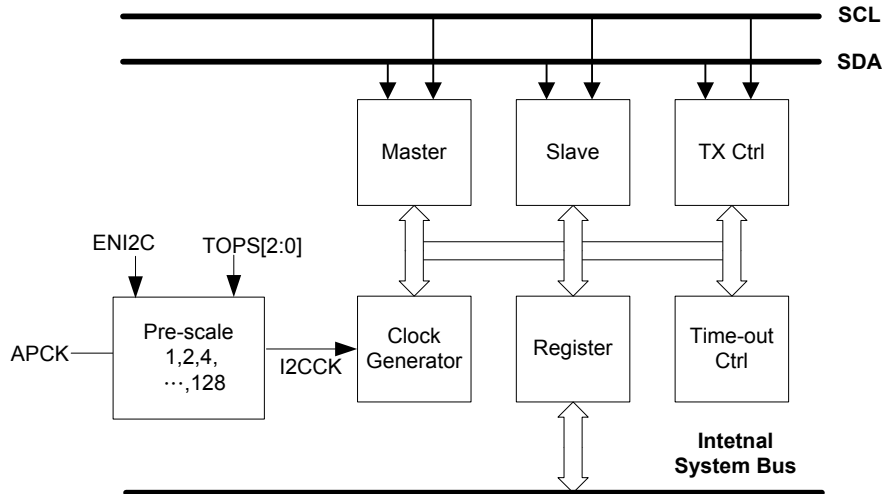 SCL
SDA
Master
Slave
TX Ctrl
ENI2C
TOPS[2:0]
APCK
Pre-scale
1,2,4,
⋯,128
I2CCK
Clock
Generator
Register
Time-out
Ctrl
Intetnal
System Bus